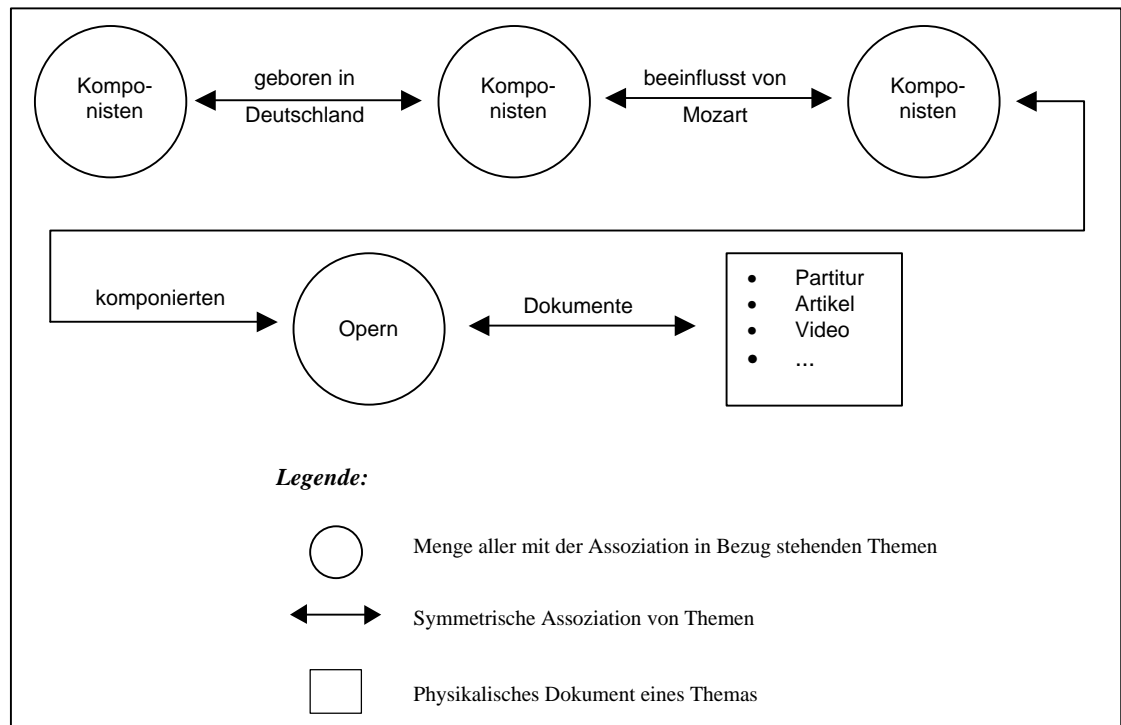 Kompo-
nisten
geboren in
Deutschland
Kompo-
nisten
beeinflusst von
Mozart
Kompo-
nisten
komponierten
Opern
Dokumente
• Partitur
• Artikel
• Video
• ...
Legende:
Menge aller mit der Assoziation in Bezug stehenden Themen
Symmetrische Assoziation von Themen
Physikalisches Dokument eines Themas